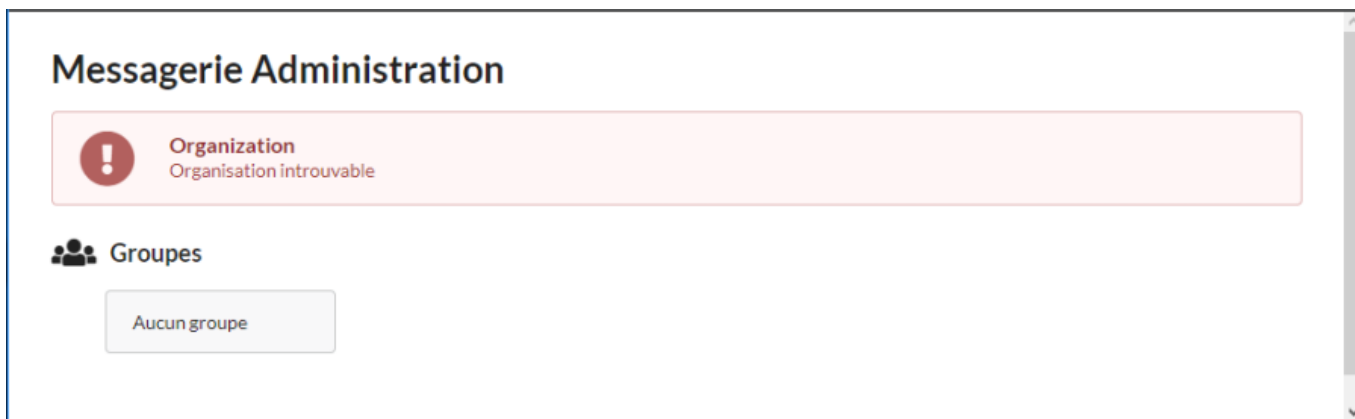 Messagerie Administration
Organization
Organisation introuvable
Groupes
Aucun groupe